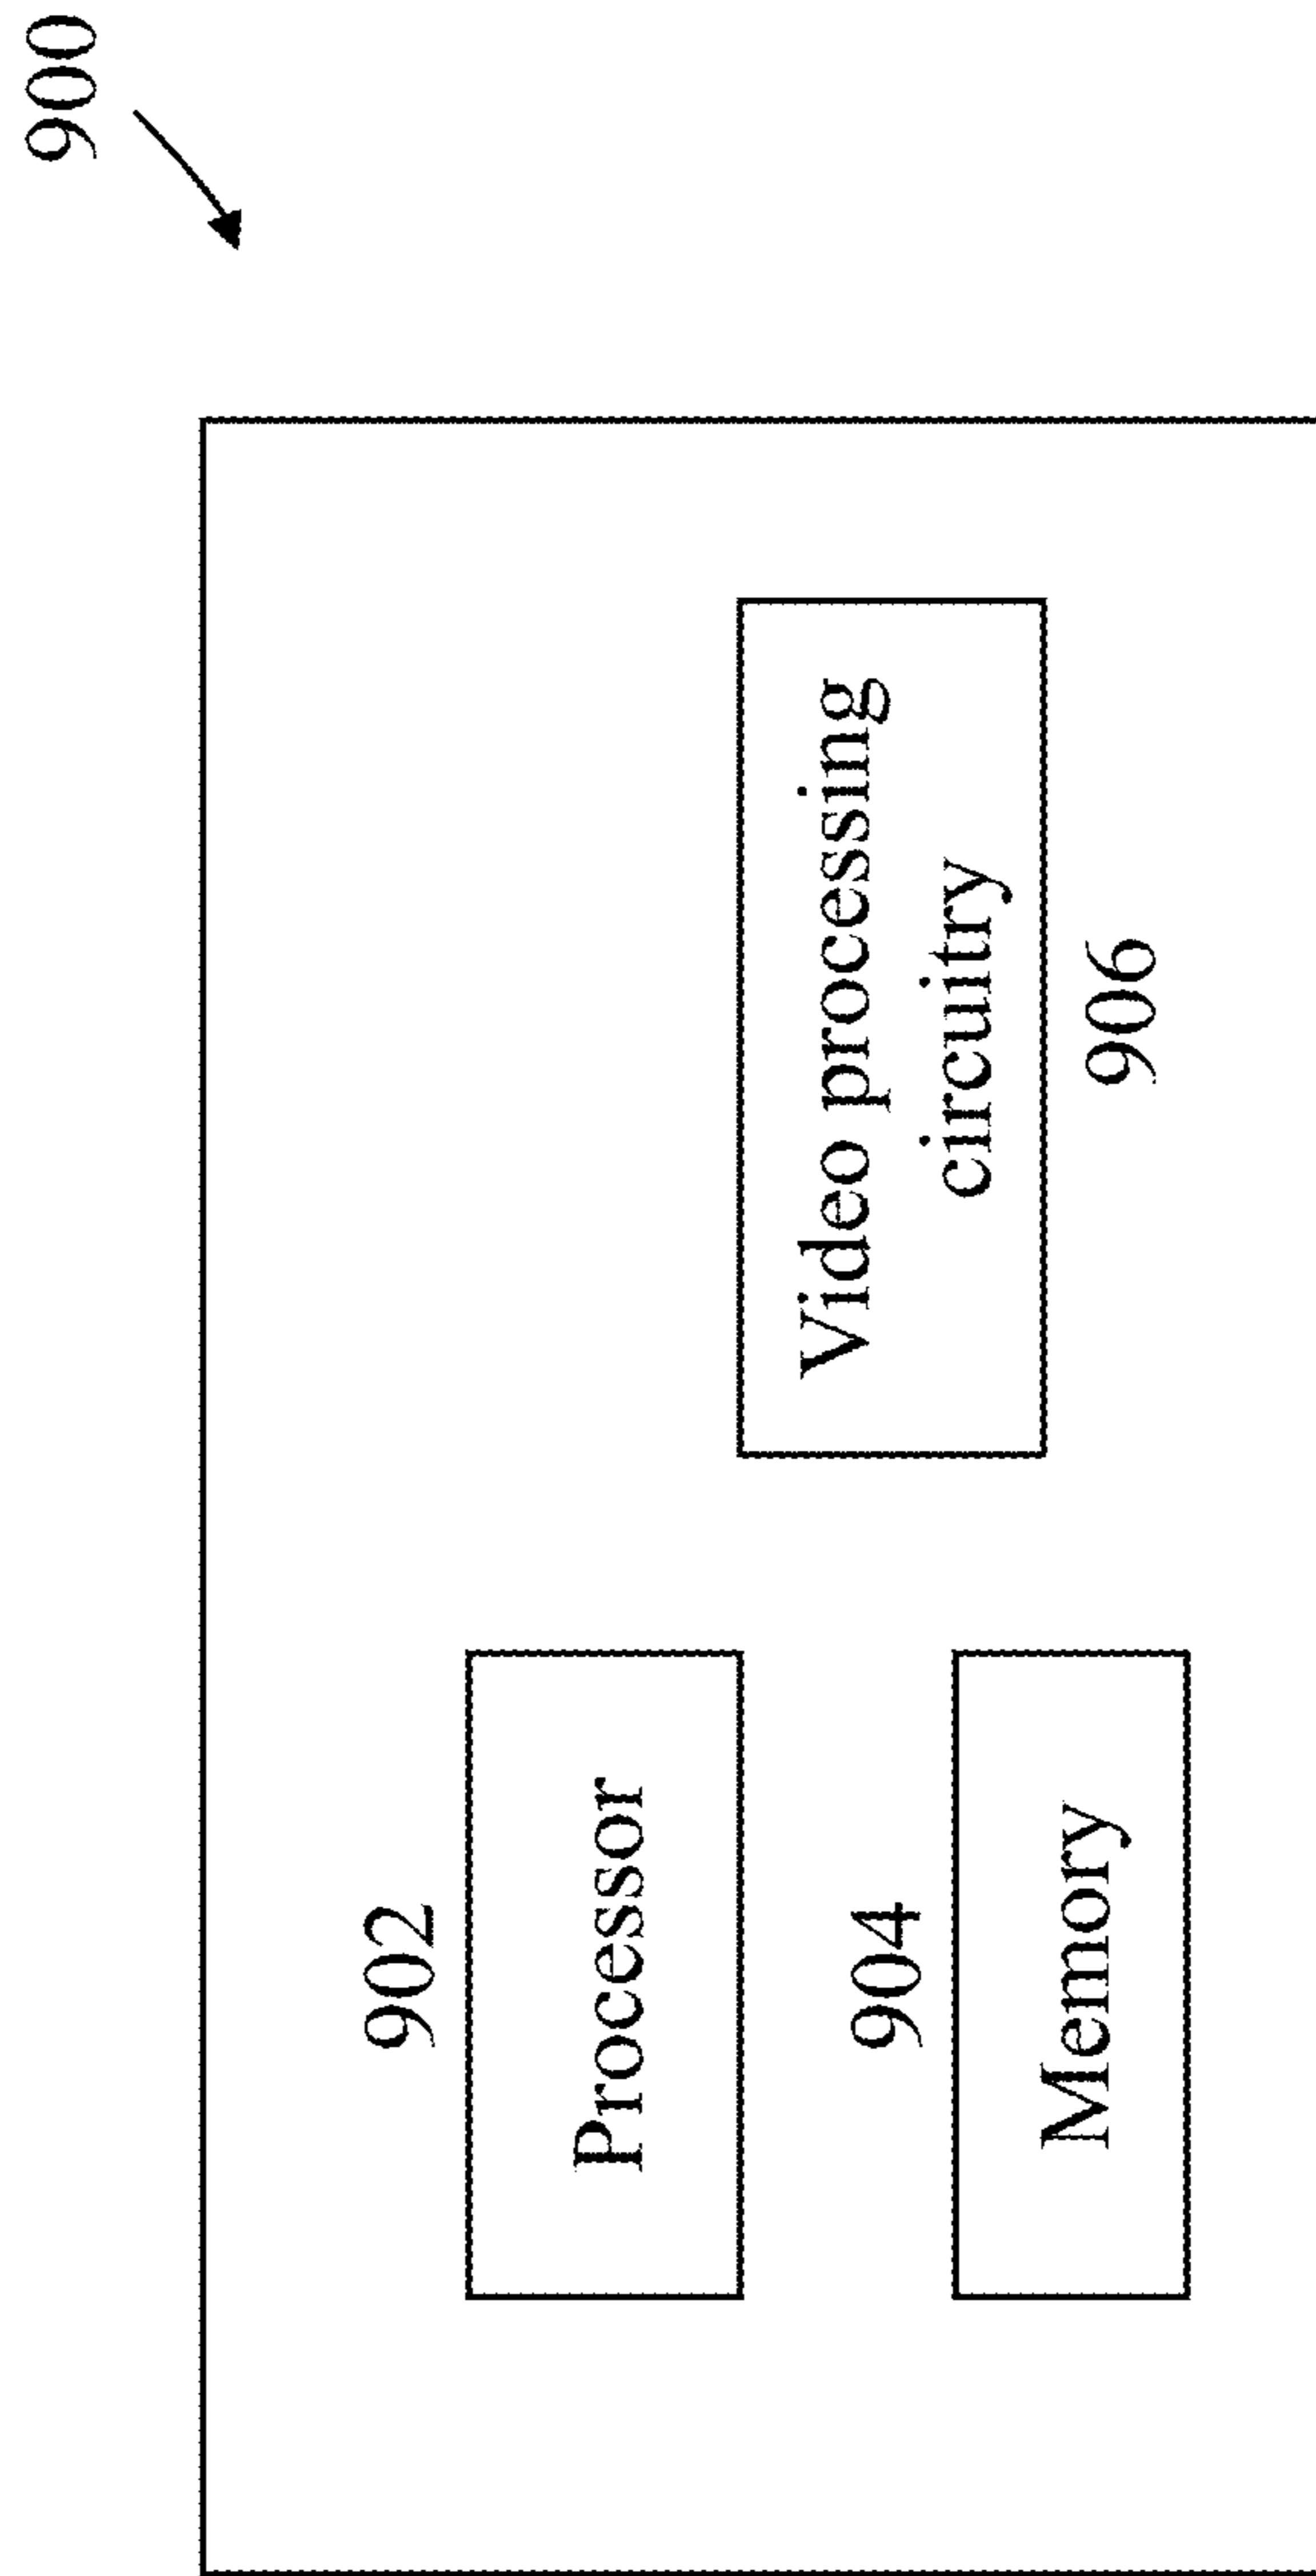 900
902
Processor
904
Memory
Video processing
circuitry
906